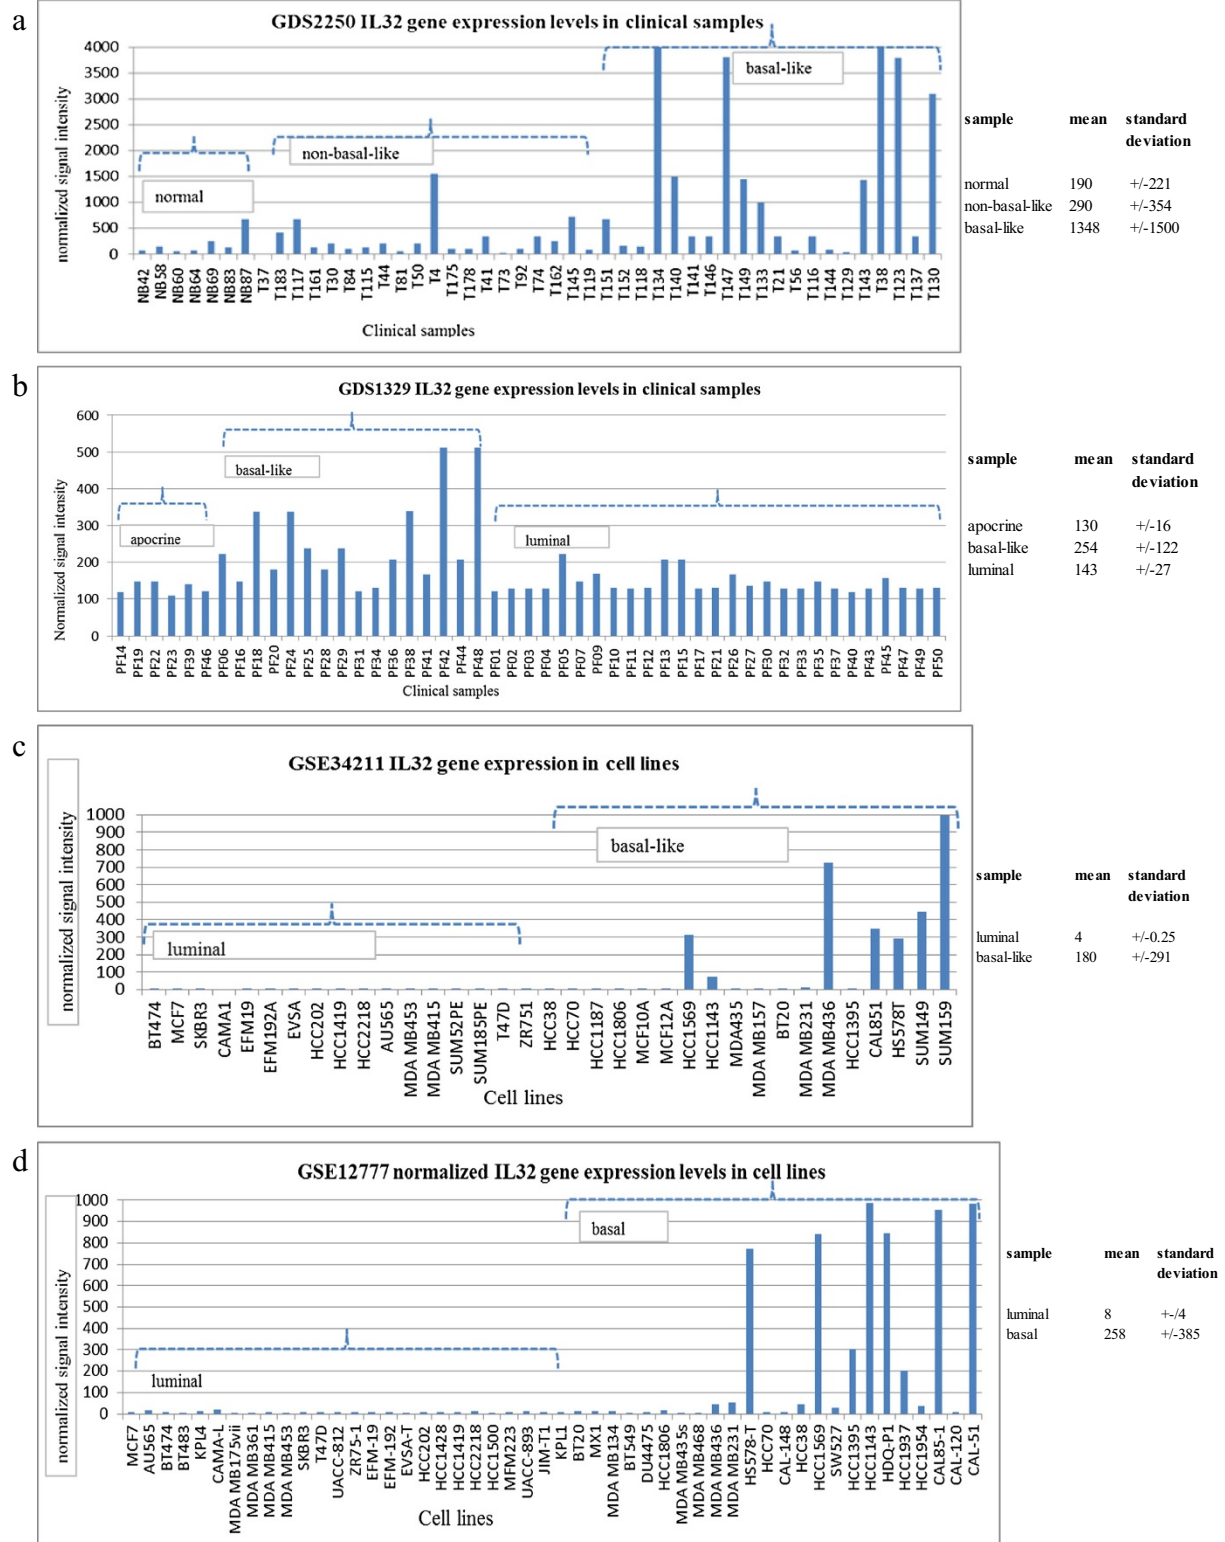 a
GDS2250 IL32 gene expression levels in clinical samples
normalized signal intensity
4000
3500
3000
2500
2000
1500
1000
500
0
normal
non-basal-like
basal-like
NB42 NB58 NB60 NB64 NB69 NB83 NB87 T37 T183 T117 T161 T30 T84 T115 T44 T81 T50 T4 T175 T178 T41 T73 T92 T74 T162 T145 T119 T151 T152 T118 T134 T140 T141 T146 T147 T149 T133 T21 T56 T116 T144 T129 T143 T38 T123 T137 T130
Clinical samples
sample mean standard
deviation
normal 190 +/-221
non-basal-like 290 +/-354
basal-like 1348 +/-1500
b
GDS1329 IL32 gene expression levels in clinical samples
Normalized signal intensity
600
500
400
300
200
100
0
apocrine
basal-like
luminal
PF14 PF19 PF22 PF23 PF39 PF46 PF06 PF16 PF18 PF20 PF24 PF25 PF28 PF29 PF31 PF34 PF36 PF38 PF41 PF42 PF44 PF48 PF01 PF02 PF03 PF04 PF05 PF07 PF09 PF10 PF11 PF12 PF13 PF15 PF17 PF21 PF26 PF27 PF30 PF32 PF33 PF35 PF37 PF40 PF43 PF45 PF47 PF49 PF50
Clinical samples
sample mean standard
deviation
apocrine 130 +/-16
basal-like 254 +/-122
luminal 143 +/-27
c
GSE34211 IL32 gene expression in cell lines
normalized signal intensity
1000
900
800
700
600
500
400
300
200
100
0
luminal
basal-like
BT474 MCF7 SKBR3 CAMA1 EFM19 EFM192A EVSA HCC202 HCC1419 HCC2218 AU565 MDA MB453 MDA MB415 SUM52PE SUM185PE T47D ZR751 HCC38 HCC70 HCC1187 HCC1806 MCF10A MCF12A HCC1569 HCC1143 MDA435 MDA MB157 BT20 MDA MB231 MDA MB436 HCC1395 CAL851 HS578T SUM149 SUM159
Cell lines
sample mean standard
deviation
luminal 4 +/-0.25
basal-like 180 +/-291
d
GSE12777 normalized IL32 gene expression levels in cell lines
normalized signal intensity
1000
900
800
700
600
500
400
300
200
100
0
luminal
basal
MCF7 AU565 BT474 BT483 KPL4 CAMA-L MDA MB175vii MDA MB361 MDA MB415 MDA MB453 SKBR3 T47D UACC-812 ZR75-1 EFM-19 EFM-192 EVSA-T HCC202 HCC1428 HCC1419 HCC2218 HCC1500 MFM223 UACC-893 JIM-T1 KPL1 BT20 MX1 MDA MB134 BT549 DU4475 HCC1806 MDA MB435s MDA MB468 MDA MB436 MDA MB231 HS578-T HCC70 CAL-148 HCC38 HCC1569 SW527 HCC1395 HCC1143 HDQ-P1 HCC1937 HCC1954 CAL85-1 CAL-120 CAL-51
Cell lines
sample mean standard
deviation
luminal 8 +-/4
basal 258 +/-385